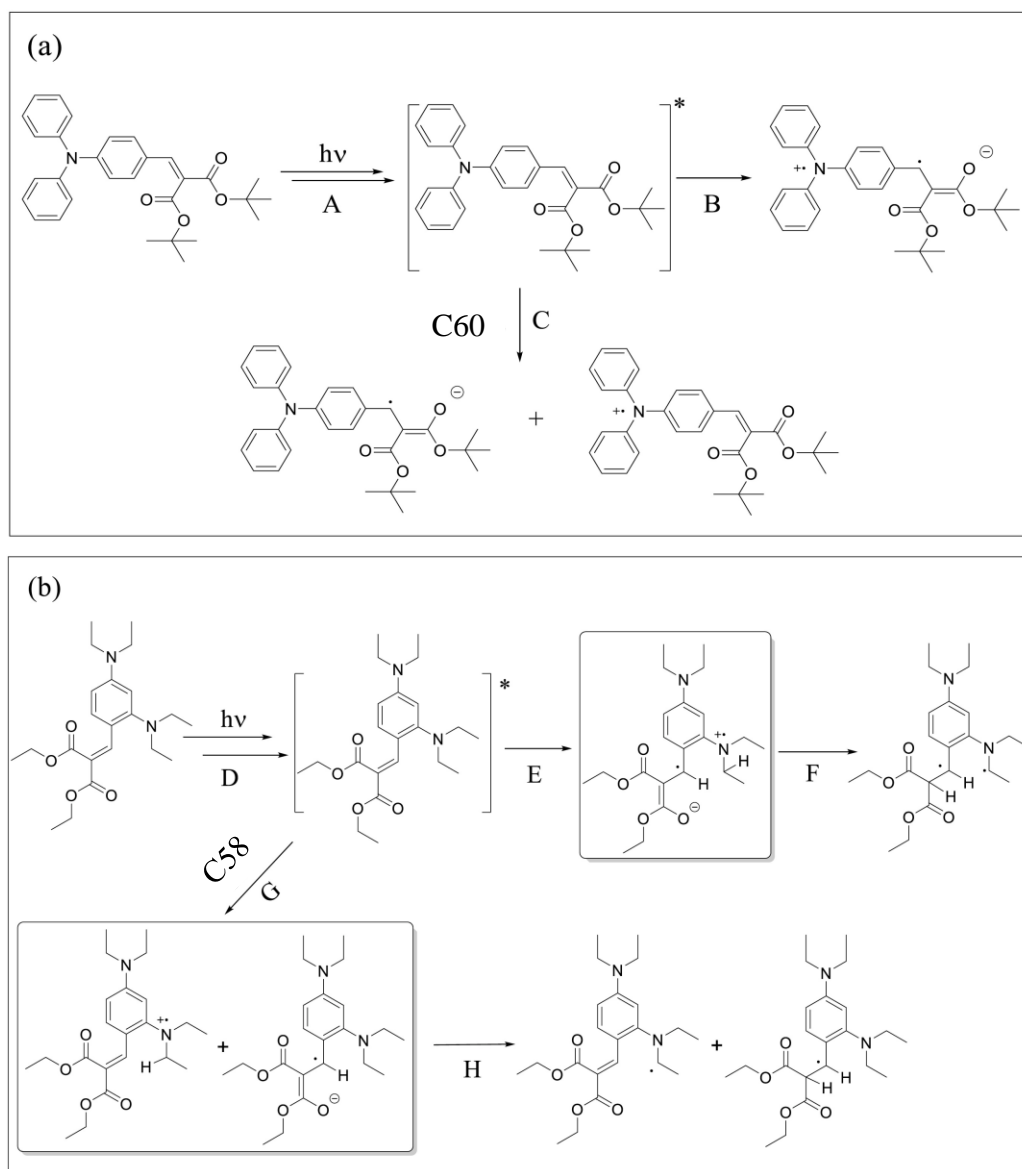 (a)
N O O O O
hν
A
N O O O O
*
B
+• N O ⊖ O O O
C60
C
N O ⊖ O O O
+
+• N O O O O
(b)
N N O O O O
hν
D
N N O O O O
*
E
N +• N H H O O O O ⊖
F
N N H H O O O O
C58
G
N +• N H O O O O
+
N N H O O O O ⊖
H
N N O O O O
+
N N H H O O O O